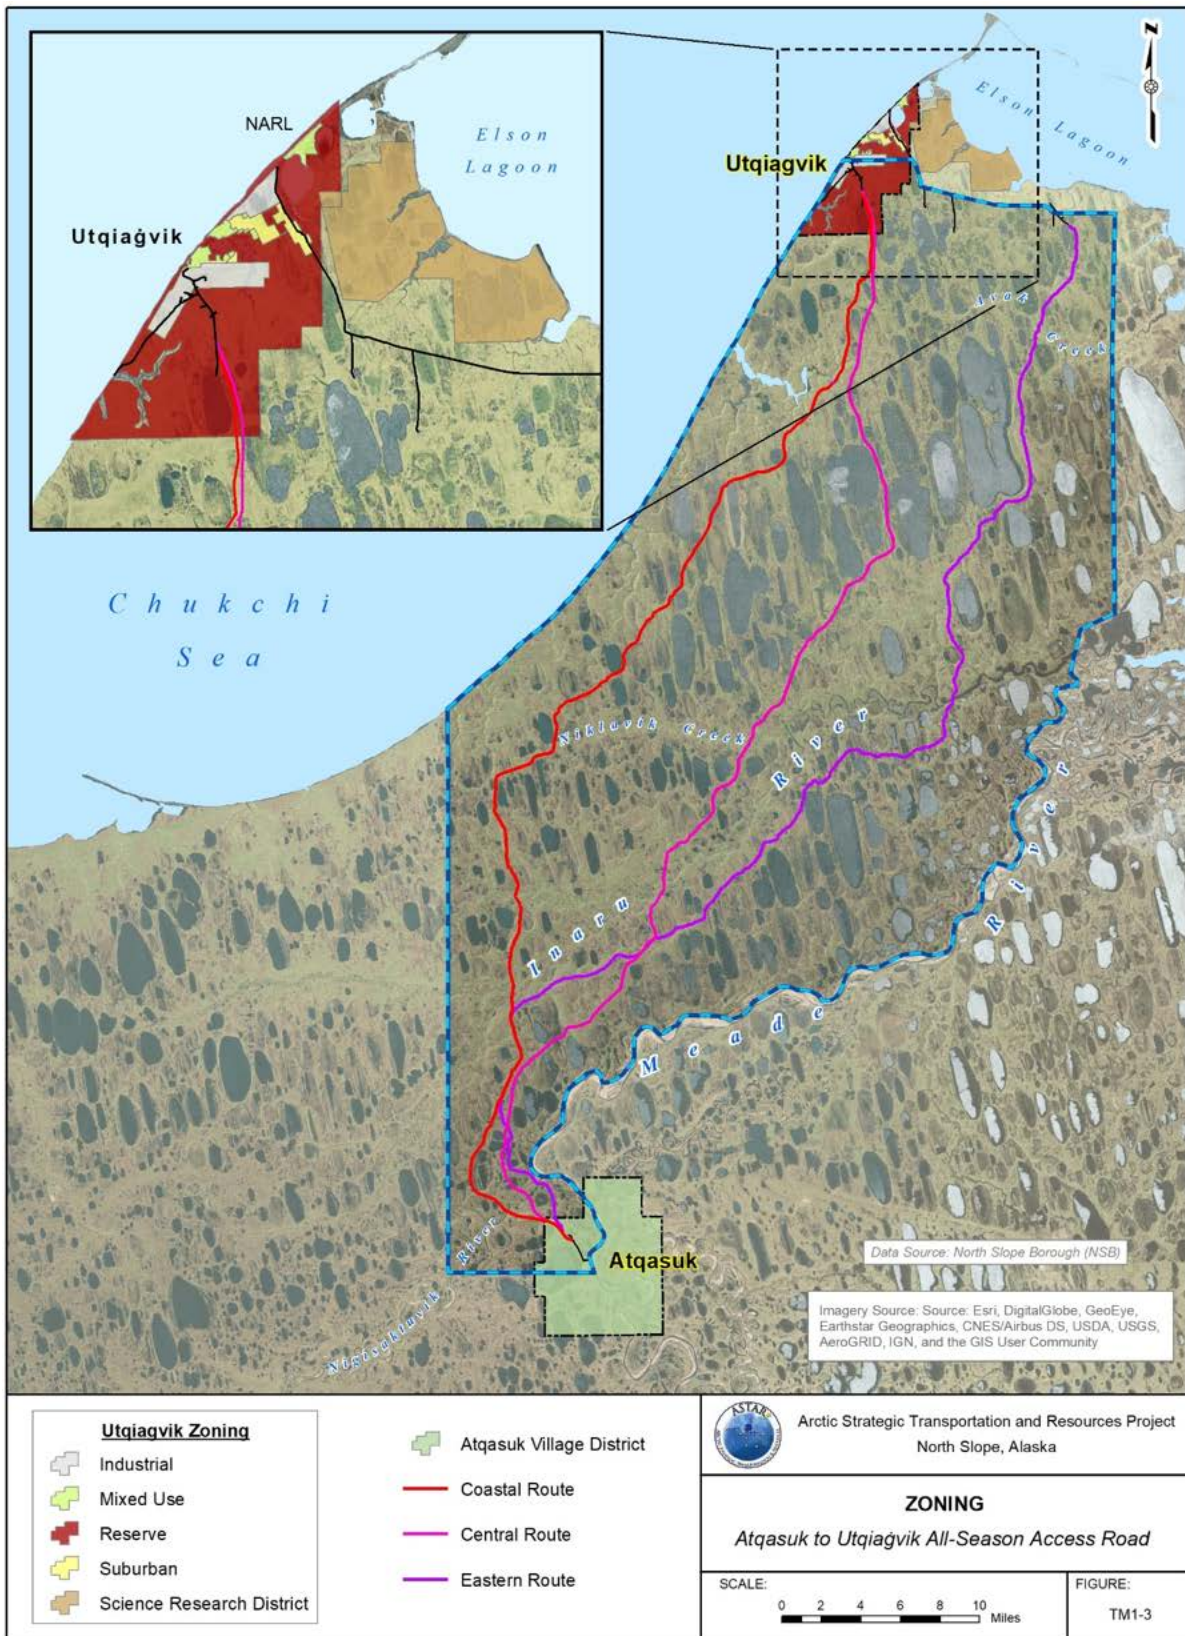 NARL
Elson
Lagoon
Utqiaġvik
N
Elson
Lagoon
Utqiagvik
Avak
Creek
Chukchi
Sea
Niklavik Creek
Inaru River
Meade River
Nigisaktuvik River
Atqasuk
Data Source: North Slope Borough (NSB)
Imagery Source: Source: Esri, DigitalGlobe, GeoEye,
Earthstar Geographics, CNES/Airbus DS, USDA, USGS,
AeroGRID, IGN, and the GIS User Community
Utqiagvik Zoning
Industrial
Mixed Use
Reserve
Suburban
Science Research District
Atqasuk Village District
Coastal Route
Central Route
Eastern Route
ASTAR
Arctic Strategic Transportation and Resources Project
North Slope, Alaska
ZONING
Atqasuk to Utqiaġvik All-Season Access Road
SCALE:
0 2 4 6 8 10
Miles
FIGURE:
TM1-3